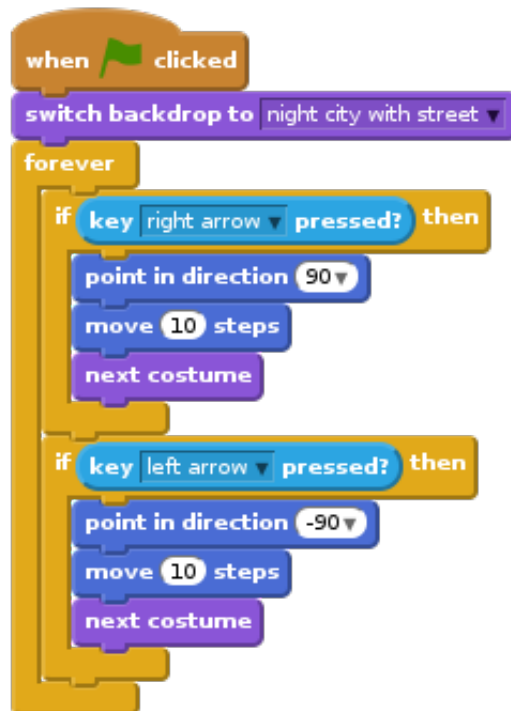 when clicked
switch backdrop to night city with street
forever
if key right arrow pressed? then
point in direction 90
move 10 steps
next costume
if key left arrow pressed? then
point in direction -90
move 10 steps
next costume